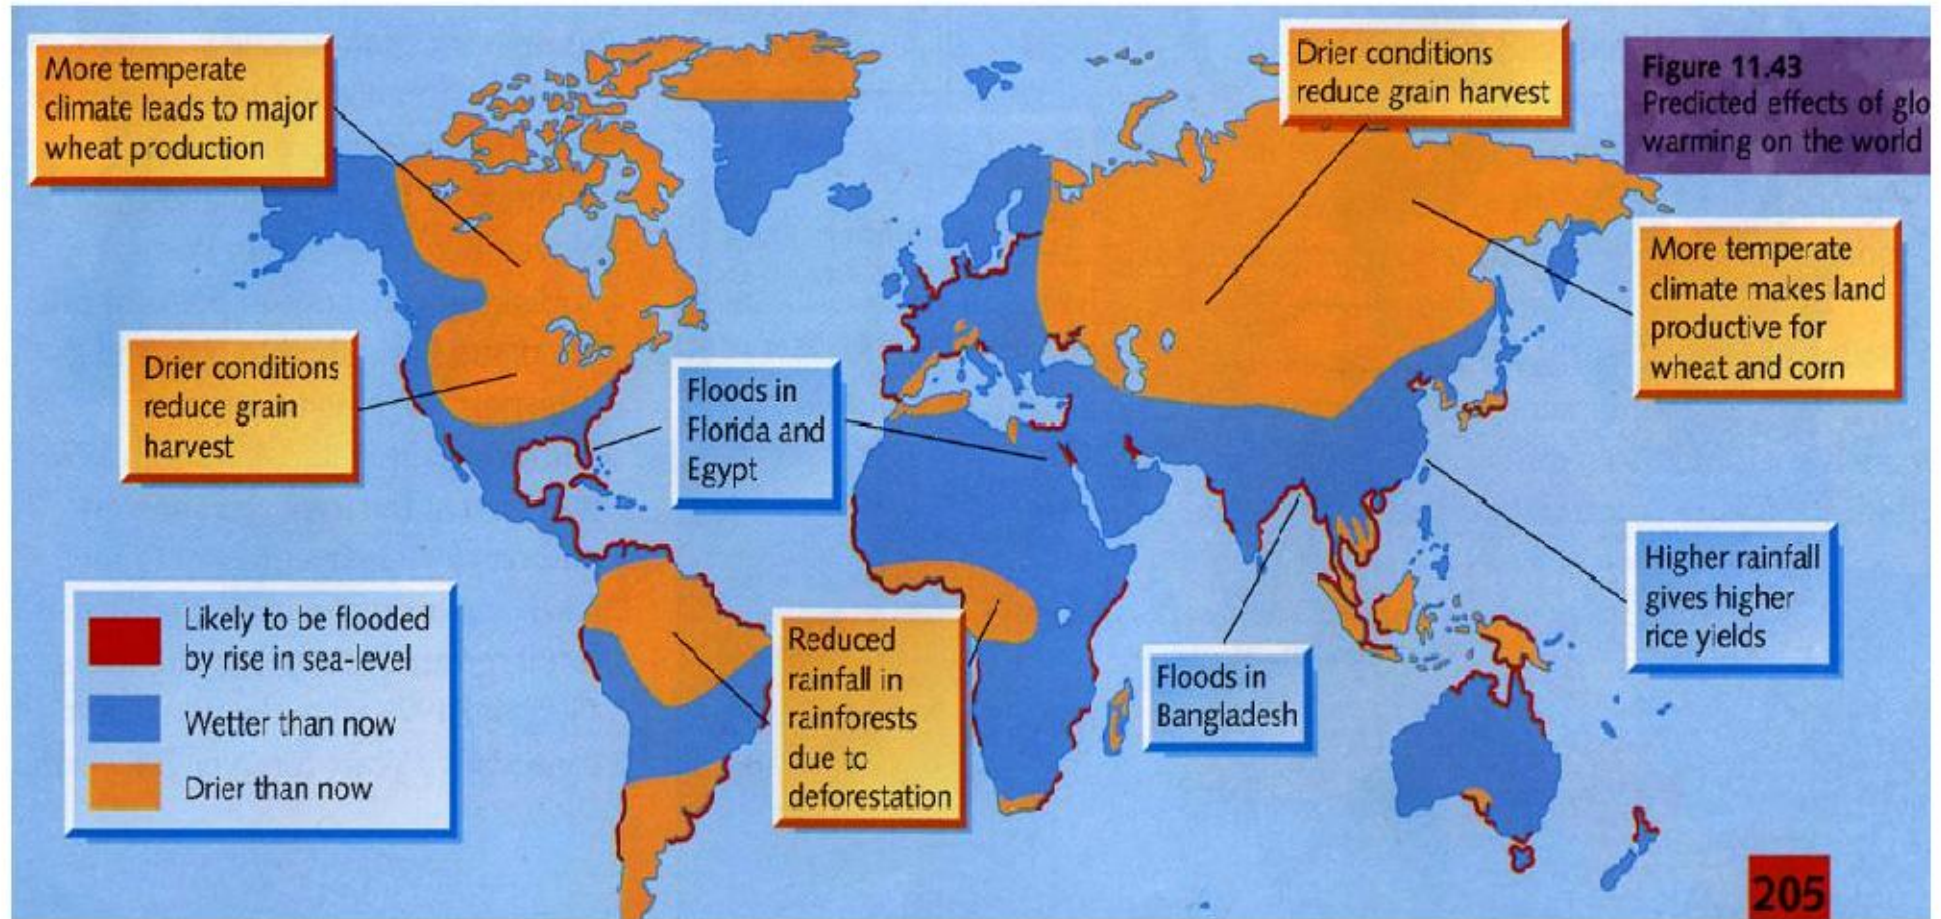 More temperate
climate leads to major
wheat production
Drier conditions
reduce grain harvest
Figure 11.43
Predicted effects of glo
warming on the world
More temperate
climate makes land
productive for
wheat and corn
Drier conditions
reduce grain
harvest
Floods in
Florida and
Egypt
Higher rainfall
gives higher
rice yields
Likely to be flooded
by rise in sea-level
Wetter than now
Drier than now
Reduced
rainfall in
rainforests
due to
deforestation
Floods in
Bangladesh
205